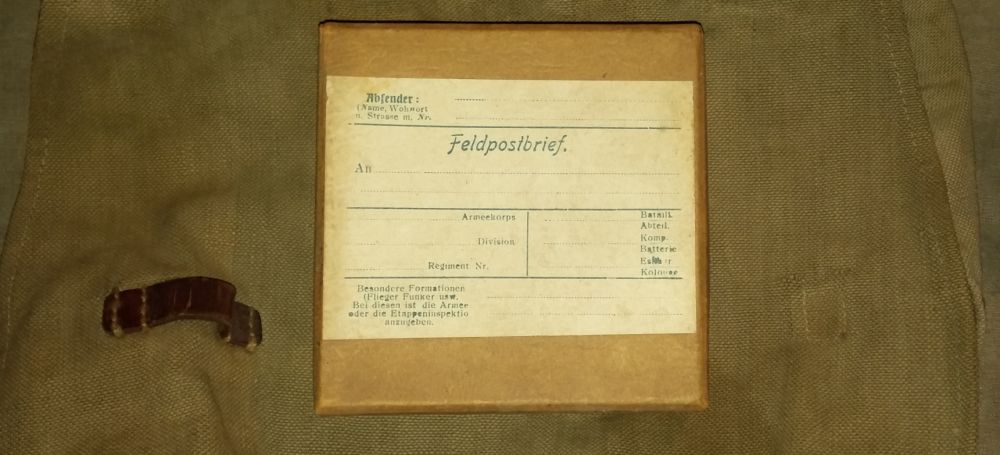 Absender:
(Name, Wohnort
u. Strasse m. Nr.
Feldpostbrief.
An
Armeekorps
Division
Regiment Nr.
Bataill.
Abteil.
Komp.
Batterie
Kolonne
Besondere Formationen
(Flieger Funker usw.
Bei diesen ist die Armee
oder die Etappeninspektio
anzugeben.